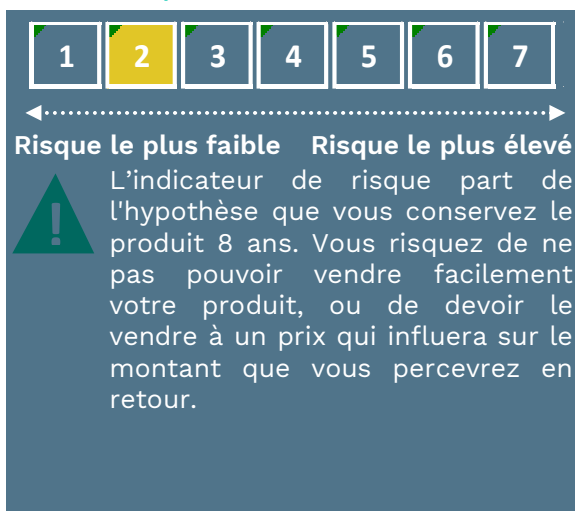 1 2 3 4 5 6 7
Risque le plus faible Risque le plus élevé
L’indicateur de risque part de
l'hypothèse que vous conservez le
produit 8 ans. Vous risquez de ne
pas pouvoir vendre facilement
votre produit, ou de devoir le
vendre à un prix qui influera sur le
montant que vous percevrez en
retour.